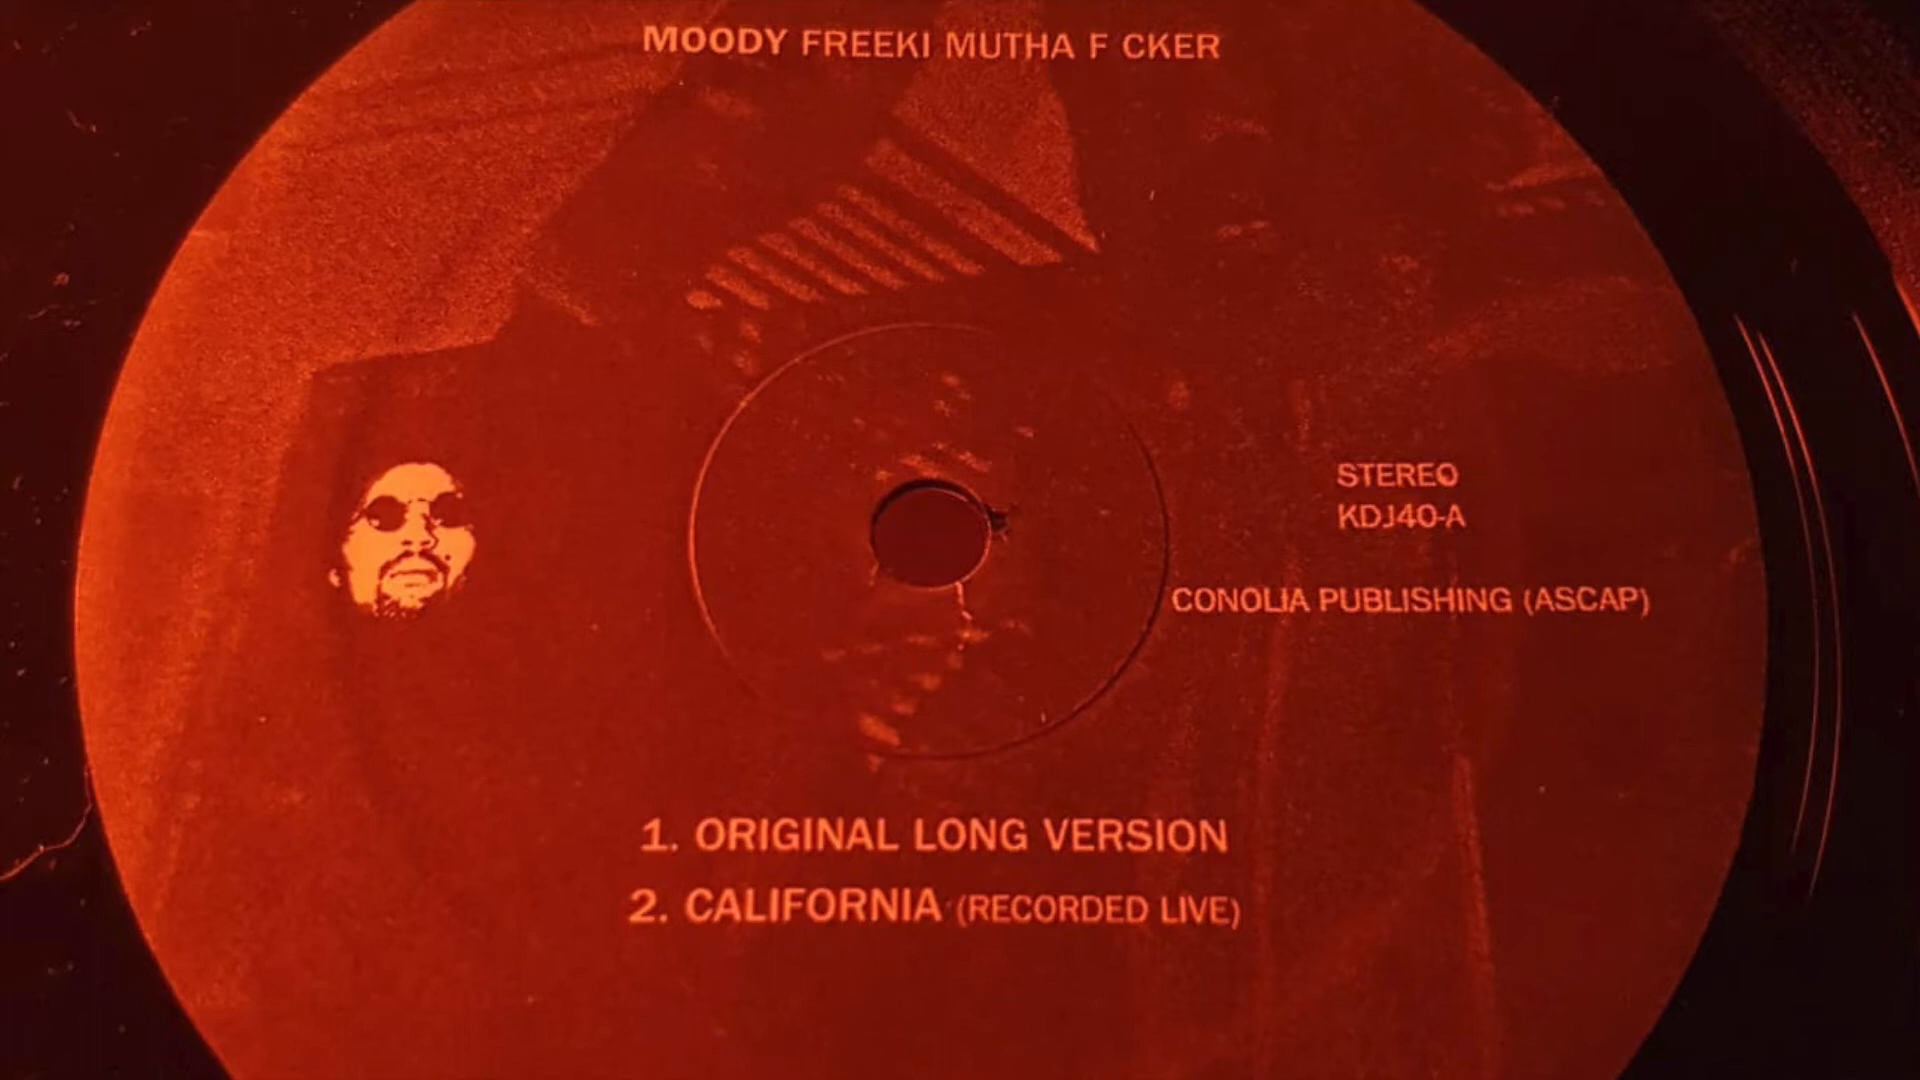 MOODY FREEKI MUTHA F CKER
STEREO
KDJ40-A
CONOLIA PUBLISHING (ASCAP)
1. ORIGINAL LONG VERSION
2. CALIFORNIA (RECORDED LIVE)